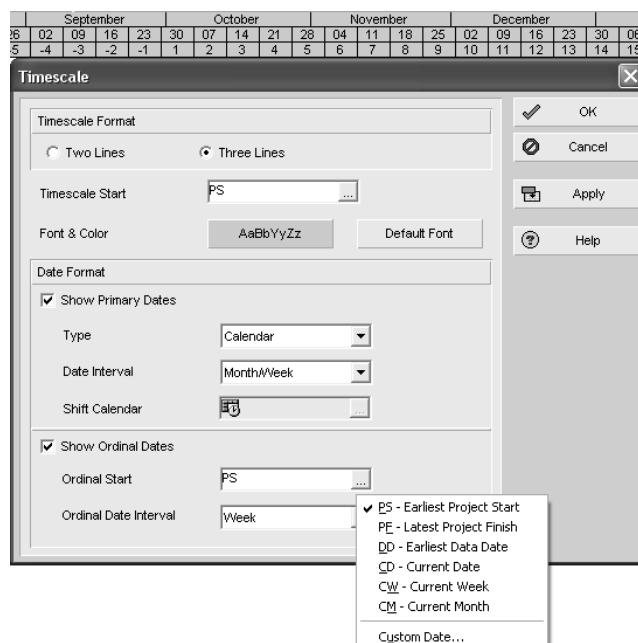 September October November December
26 02 09 16 23 30 07 14 21 28 04 11 18 25 02 09 16 23 30 06
-5 -4 -3 -2 -1 1 2 3 4 5 6 7 8 9 10 11 12 13 14 15
Timescale
Timescale Format
Two Lines Three Lines
Timescale Start PS ...
Font & Color AaBbYyZz Default Font
Date Format
Show Primary Dates
Type Calendar
Date Interval Month/Week
Shift Calendar ...
Show Ordinal Dates
Ordinal Start PS ...
Ordinal Date Interval Week
PS - Earliest Project Start
PF - Latest Project Finish
DD - Earliest Data Date
CD - Current Date
CW - Current Week
CM - Current Month
Custom Date...
OK
Cancel
Apply
Help